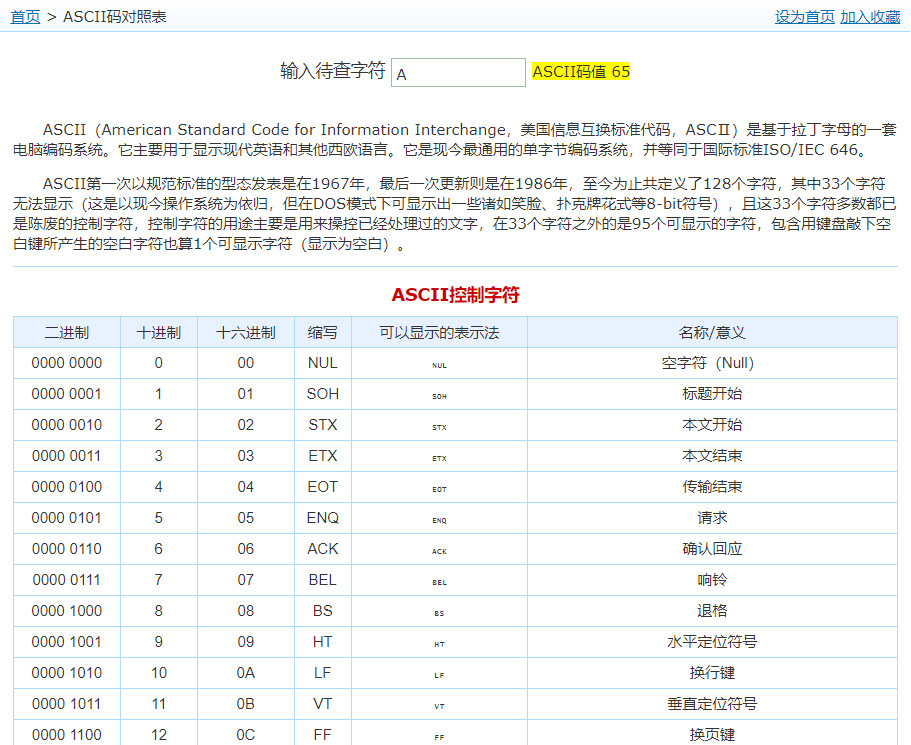 首页 > ASCII码对照表 设为首页 加入收藏
输入待查字符 A ASCII码值 65
ASCII（American Standard Code for Information Interchange，美国信息互换标准代码，ASCⅡ）是基于拉丁字母的一套
电脑编码系统。它主要用于显示现代英语和其他西欧语言。它是现今最通用的单字节编码系统，并等同于国际标准ISO/IEC 646。
ASCII第一次以规范标准的型态发表是在1967年，最后一次更新则是在1986年，至今为止共定义了128个字符，其中33个字符
无法显示（这是以现今操作系统为依归，但在DOS模式下可显示出一些诸如笑脸、扑克牌花式等8-bit符号），且这33个字符多数都已
是陈废的控制字符，控制字符的用途主要是用来操控已经处理过的文字，在33个字符之外的是95个可显示的字符，包含用键盘敲下空
白键所产生的空白字符也算1个可显示字符（显示为空白）。
ASCII控制字符
二进制 十进制 十六进制 缩写 可以显示的表示法 名称/意义
0000 0000 0 00 NUL NUL 空字符（Null）
0000 0001 1 01 SOH SOH 标题开始
0000 0010 2 02 STX STX 本文开始
0000 0011 3 03 ETX ETX 本文结束
0000 0100 4 04 EOT EOT 传输结束
0000 0101 5 05 ENQ ENQ 请求
0000 0110 6 06 ACK ACK 确认回应
0000 0111 7 07 BEL BEL 响铃
0000 1000 8 08 BS BS 退格
0000 1001 9 09 HT HT 水平定位符号
0000 1010 10 0A LF LF 换行键
0000 1011 11 0B VT VT 垂直定位符号
0000 1100 12 0C FF FF 换页键